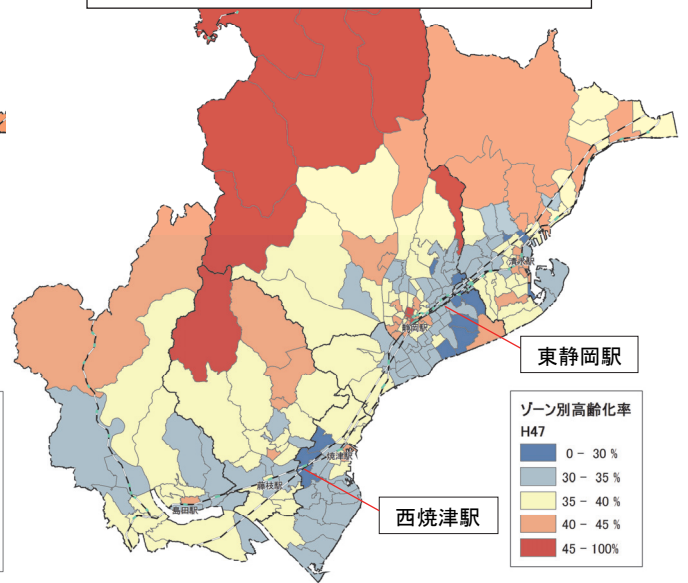 清水駅
静岡駅
東静岡駅
焼津駅
藤枝駅
島田駅
西焼津駅
ゾーン別高齢化率
H47
0 - 30 %
30 - 35 %
35 - 40 %
40 - 45 %
45 - 100%